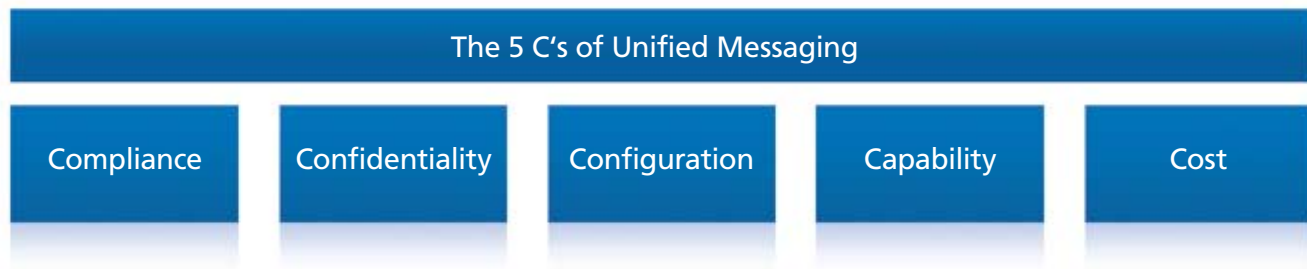 The 5 C‘s of Unified Messaging
Compliance
Confidentiality
Configuration
Capability
Cost